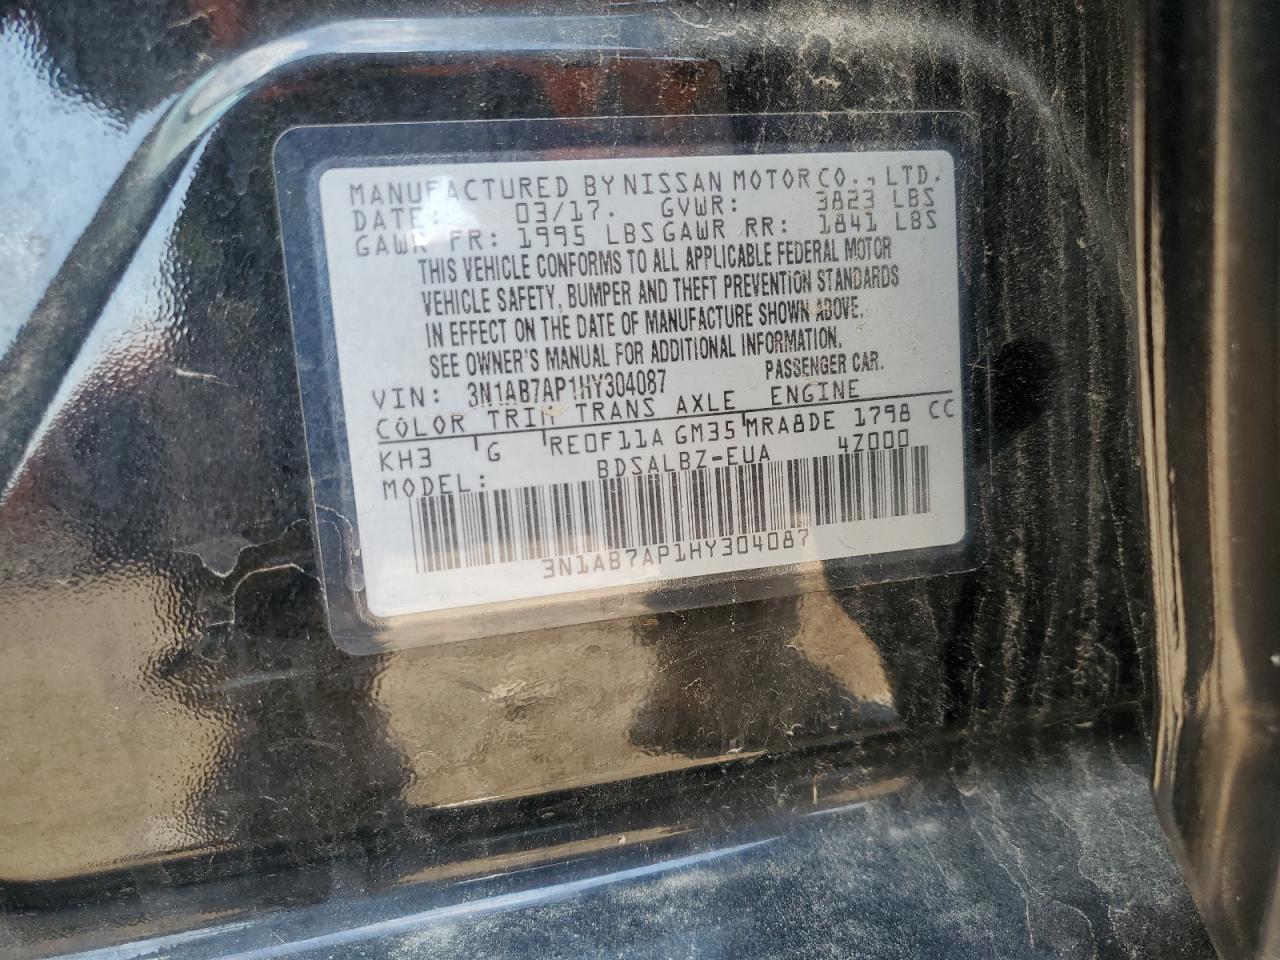 MANUFACTURED BY NISSAN MOTOR CO., LTD.
DATE: 03/17. GVWR: 3823 LBS
GAWR FR: 1995 LBS GAWR RR: 1841 LBS
THIS VEHICLE CONFORMS TO ALL APPLICABLE FEDERAL MOTOR
VEHICLE SAFETY, BUMPER AND THEFT PREVENTION STANDARDS
IN EFFECT ON THE DATE OF MANUFACTURE SHOWN ABOVE.
SEE OWNER'S MANUAL FOR ADDITIONAL INFORMATION.
VIN: 3N1AB7AP1HY304087 PASSENGER CAR.
COLOR TRIM TRANS AXLE ENGINE
KH3 G RE0F11A GM35 MRA8DE 1798 CC
MODEL: BDSALBZ-EUA 4Z000
3N1AB7AP1HY304087